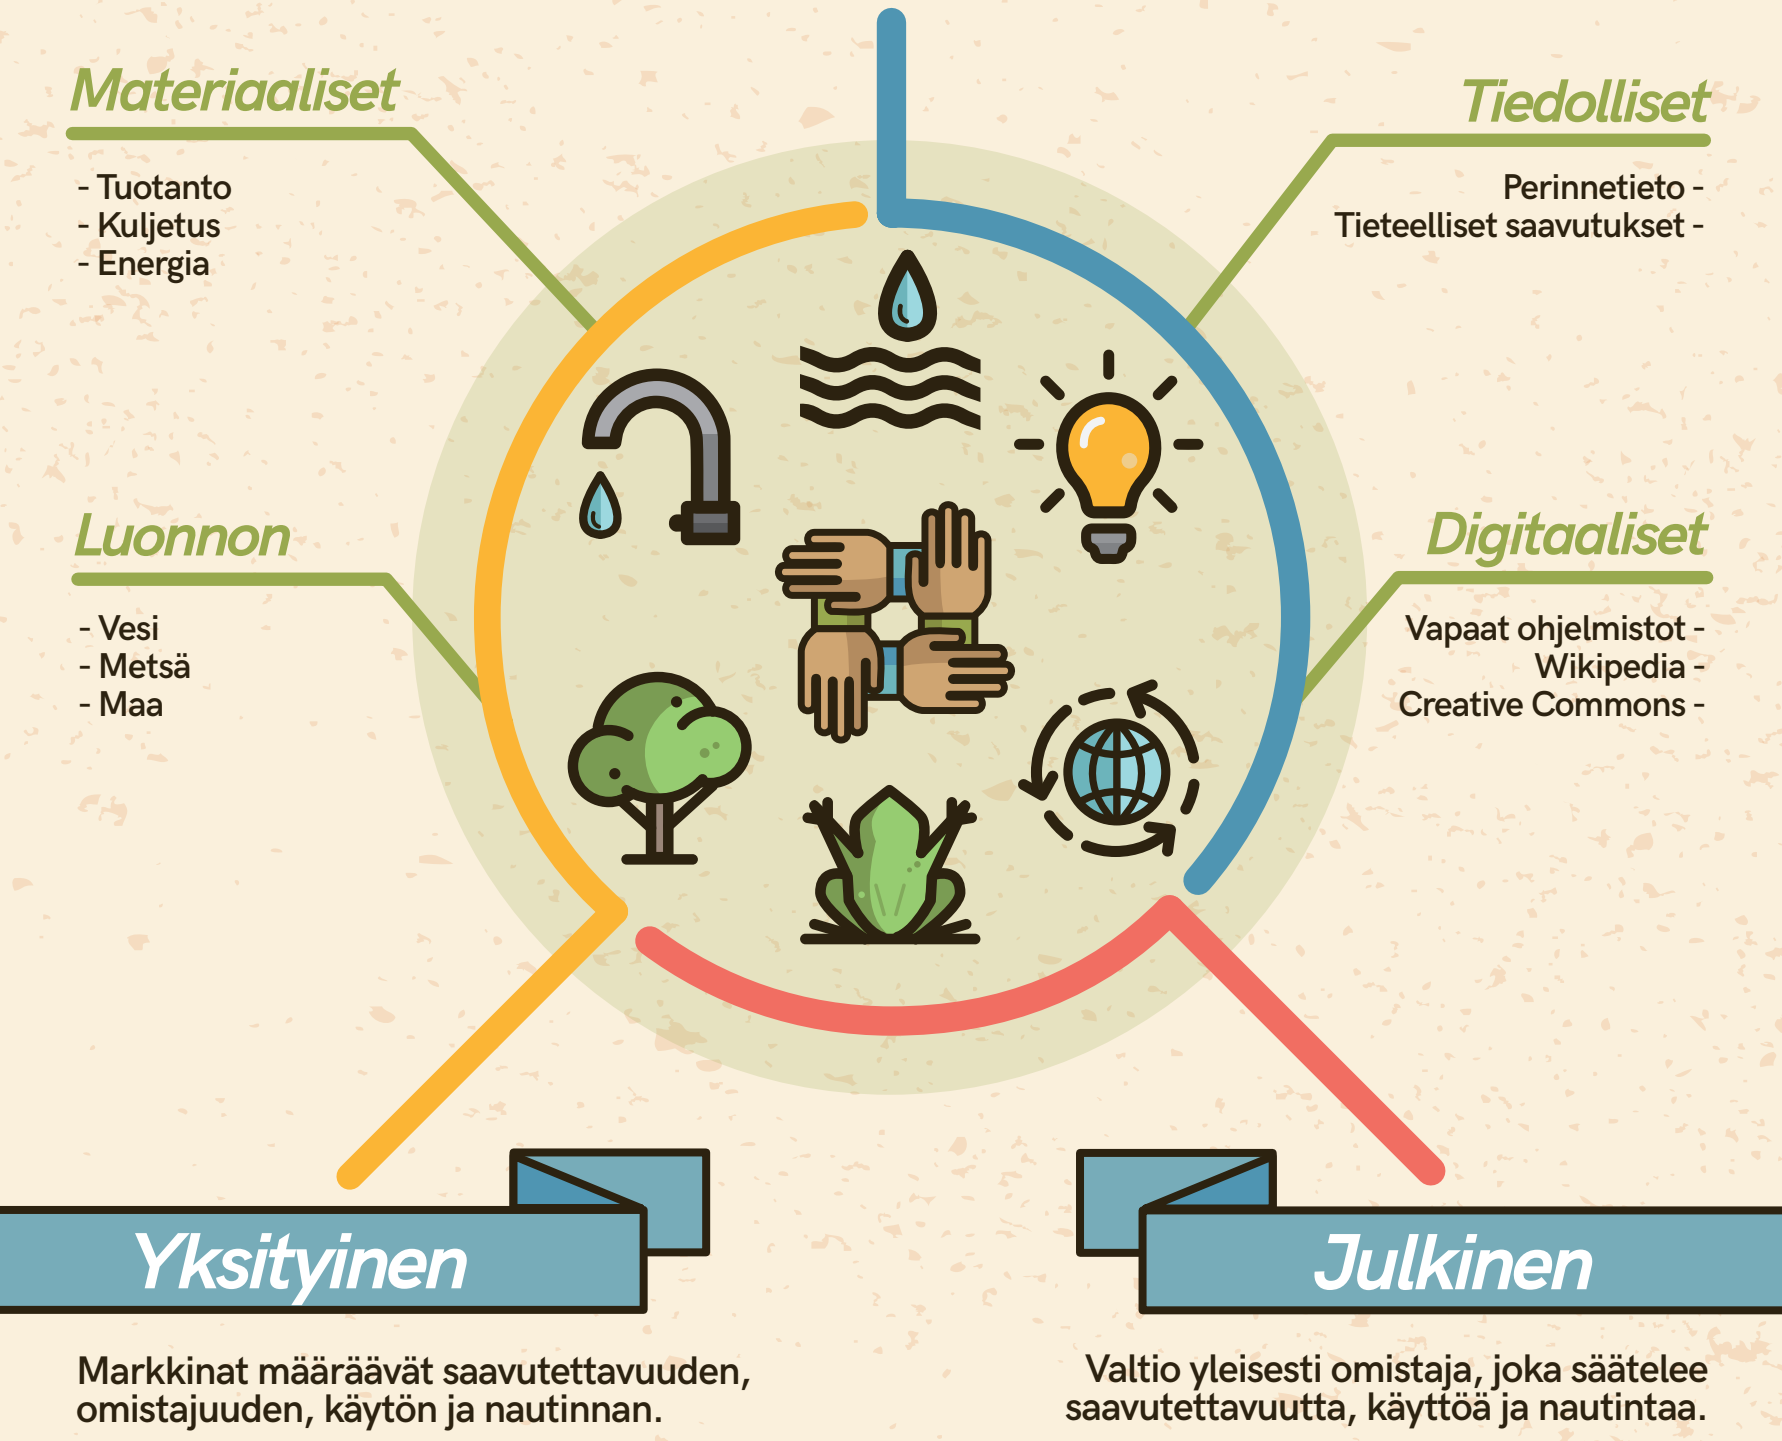 Materiaaliset
- Tuotanto
- Kuljetus
- Energia
Tiedolliset
Perinnetieto -
Tieteelliset saavutukset -
Luonnon
- Vesi
- Metsä
- Maa
Digitaaliset
Vapaat ohjelmistot -
Wikipedia -
Creative Commons -
Yksityinen
Markkinat määräävät saavutettavuuden,
omistajuuden, käytön ja nautinnan.
Julkinen
Valtio yleisesti omistaja, joka säätelee
saavutettavuutta, käyttöä ja nautintaa.